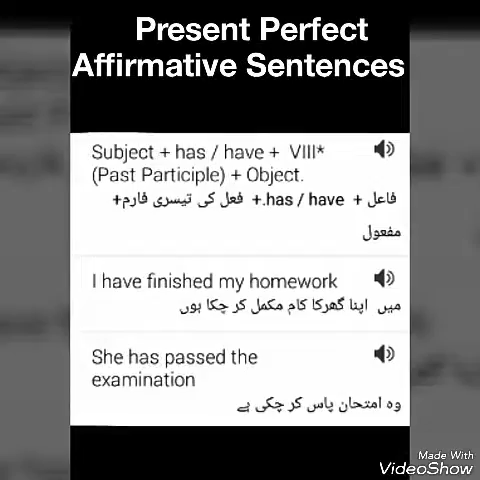 Present Perfect
Affirmative Sentences
Subject + has / have + VIII*
(Past Participle) + Object.
فاعل + has / have.+ فعل کی تیسری فارم+
مفعول
I have finished my homework
میں اپنا گھرکا کام مکمل کر چکا ہوں
She has passed the
examination
وہ امتحان پاس کر چکی ہے
Made With
VideoShow